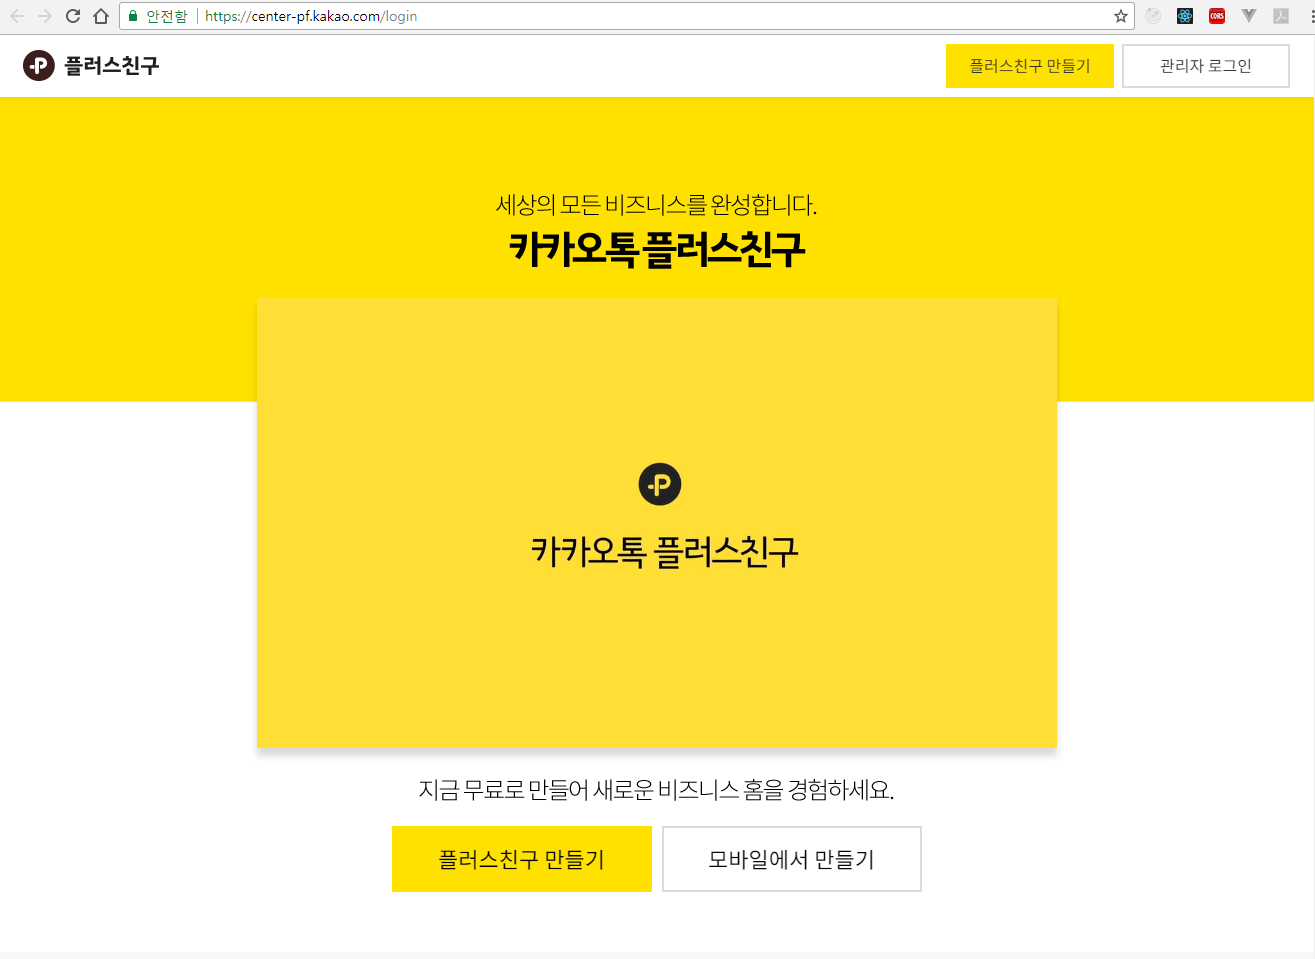 안전함 https://center-pf.kakao.com/login
CORS
플러스친구
플러스친구 만들기
관리자 로그인
세상의 모든 비즈니스를 완성합니다.
카카오톡 플러스친구
카카오톡 플러스친구
지금 무료로 만들어 새로운 비즈니스 홈을 경험하세요.
플러스친구 만들기
모바일에서 만들기